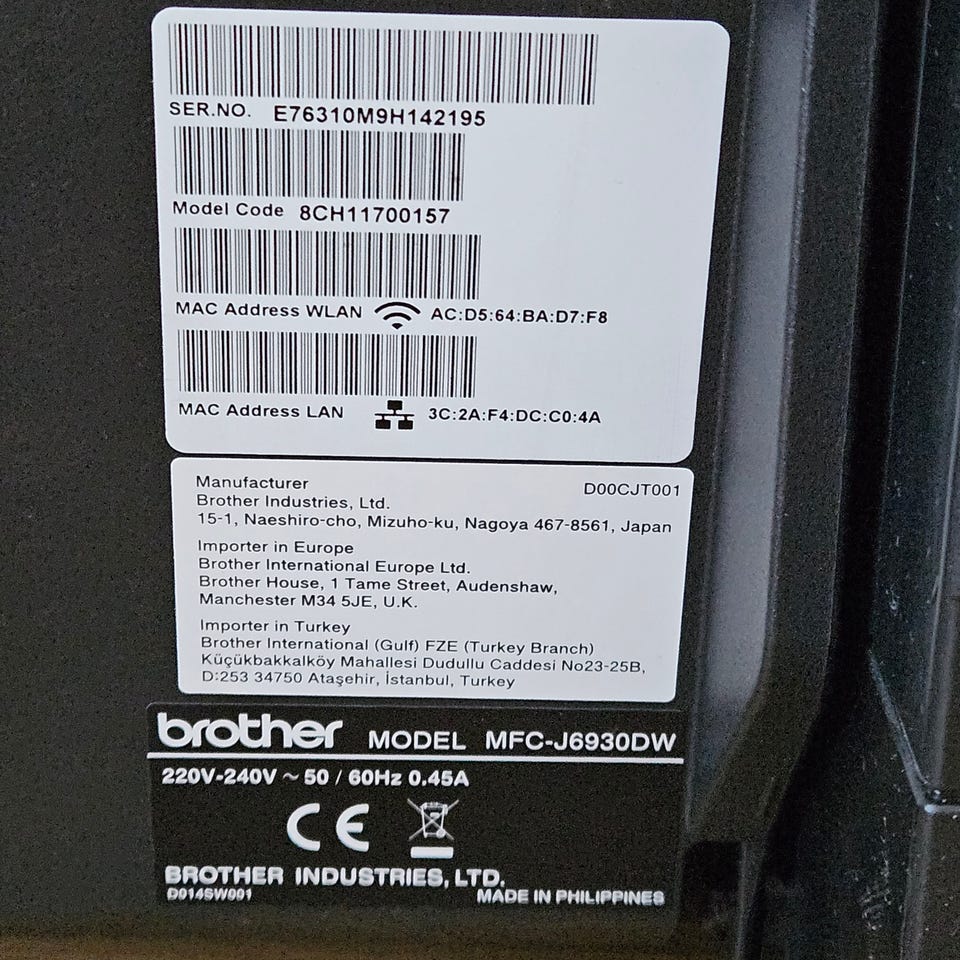 SER.NO. E76310M9H142195
Model Code 8CH11700157
MAC Address WLAN AC:D5:64:BA:D7:F8
MAC Address LAN 3C:2A:F4:DC:C0:4A
Manufacturer D00CJT001
Brother Industries, Ltd.
15-1, Naeshiro-cho, Mizuho-ku, Nagoya 467-8561, Japan
Importer in Europe
Brother International Europe Ltd.
Brother House, 1 Tame Street, Audenshaw,
Manchester M34 5JE, U.K.
Importer in Turkey
Brother International (Gulf) FZE (Turkey Branch)
Küçükbakkalköy Mahallesi Dudullu Caddesi No23-25B,
D:253 34750 Ataşehir, İstanbul, Turkey
brother MODEL MFC-J6930DW
220V-240V ~ 50 / 60Hz 0.45A
CE
BROTHER INDUSTRIES, LTD.
D014SW001 MADE IN PHILIPPINES